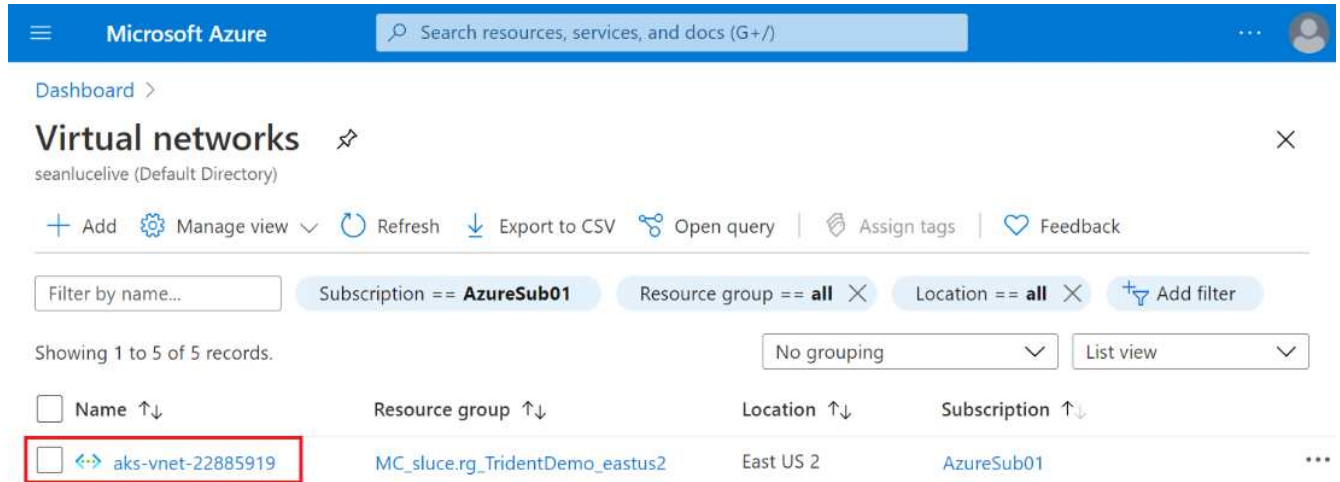 Microsoft Azure Search resources, services, and docs (G+/) ...
Dashboard >
Virtual networks
seanlucelive (Default Directory)
+ Add Manage view Refresh Export to CSV Open query Assign tags Feedback
Filter by name... Subscription == AzureSub01 Resource group == all Location == all Add filter
Showing 1 to 5 of 5 records. No grouping List view
Name ↑↓ Resource group ↑↓ Location ↑↓ Subscription ↑↓
aks-vnet-22885919 MC_sluce.rg_TridentDemo_eastus2 East US 2 AzureSub01 ...